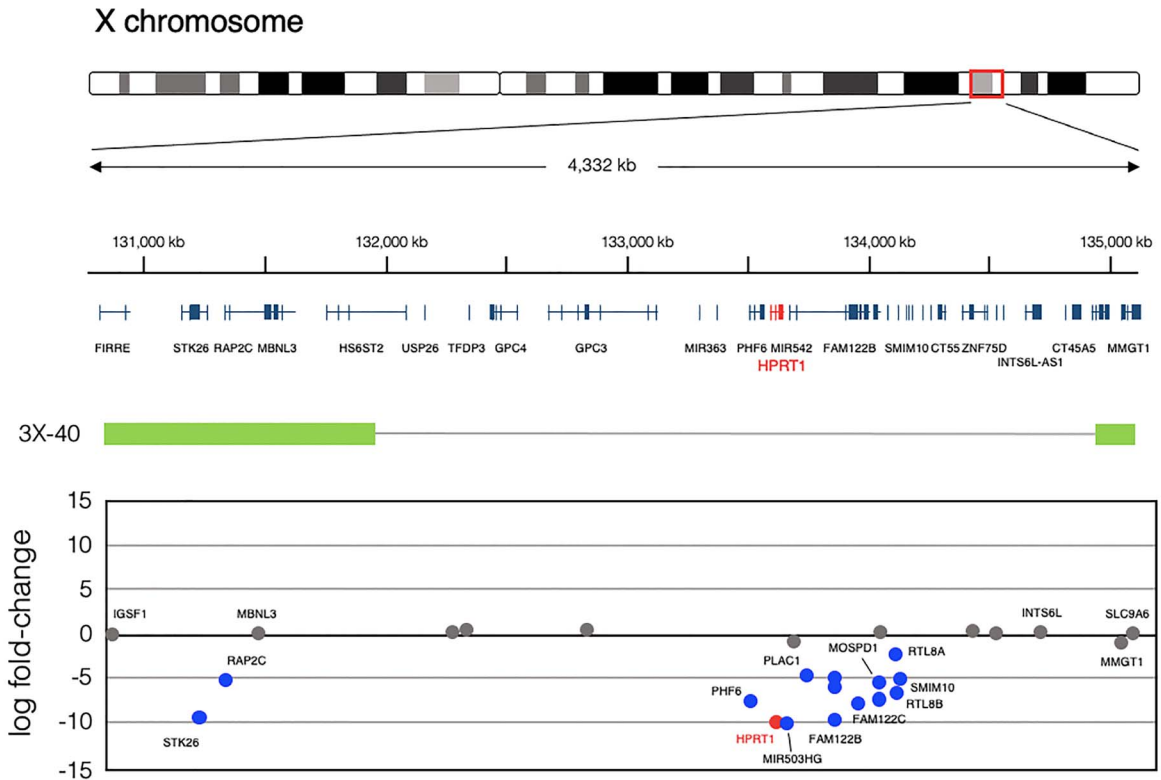 X chromosome
4,332 kb
131,000 kb 132,000 kb 133,000 kb 134,000 kb 135,000 kb
FIRRE STK26 RAP2C MBNL3 HS6ST2 USP26 TFDP3 GPC4 GPC3 MIR363 PHF6 MIR542 FAM122B SMIM10 CT55 ZNF75D CT45A5 MMGT1
HPRT1 INTS6L-AS1
3X-40
log fold-change
15
10
5
IGSF1 MBNL3 INTS6L SLC9A6
0
MOSPD1 RTL8A
RAP2C PLAC1 MMGT1
-5
PHF6 SMIM10
RTL8B
FAM122C
-10
STK26 HPRT1 FAM122B
MIR503HG
-15